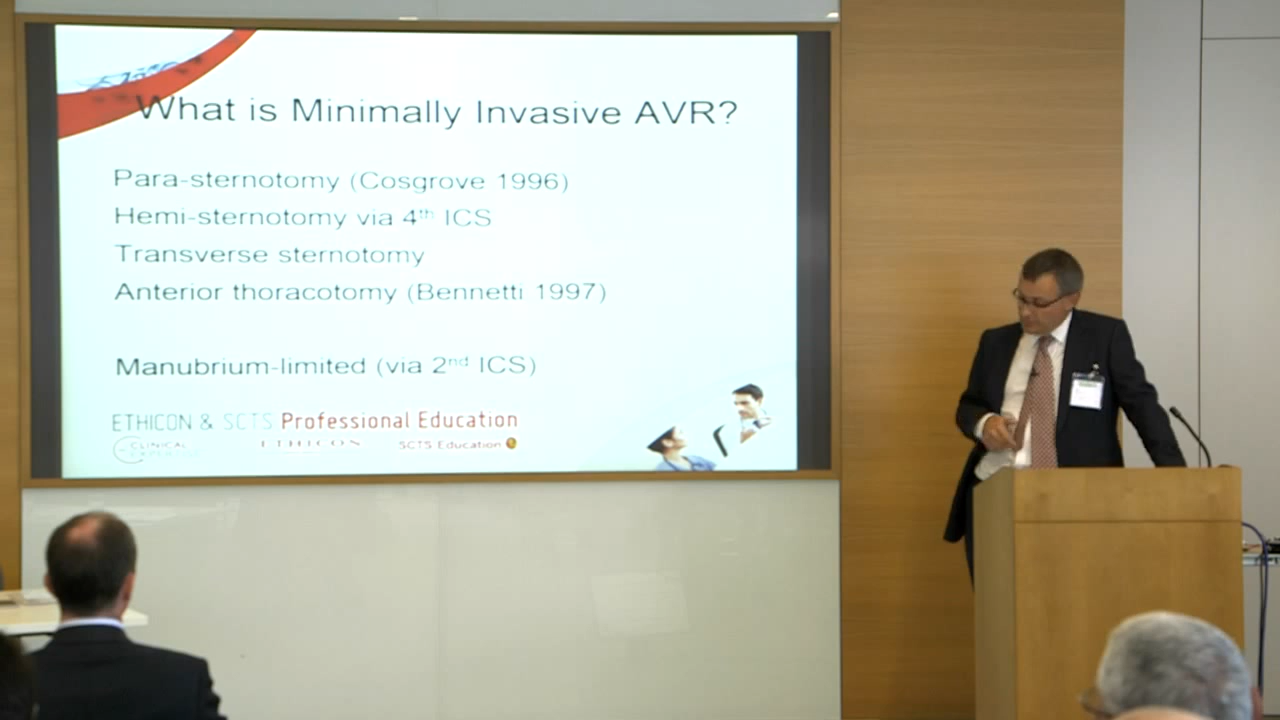 What is Minimally Invasive AVR?
Para-sternotomy (Cosgrove 1996)
Hemi-sternotomy via 4th ICS
Transverse sternotomy
Anterior thoracotomy (Bennetti 1997)
Manubrium-limited (via 2nd ICS)
ETHICON & SCTS Professional Education
CLINICAL
ETHICON
SCTS Education